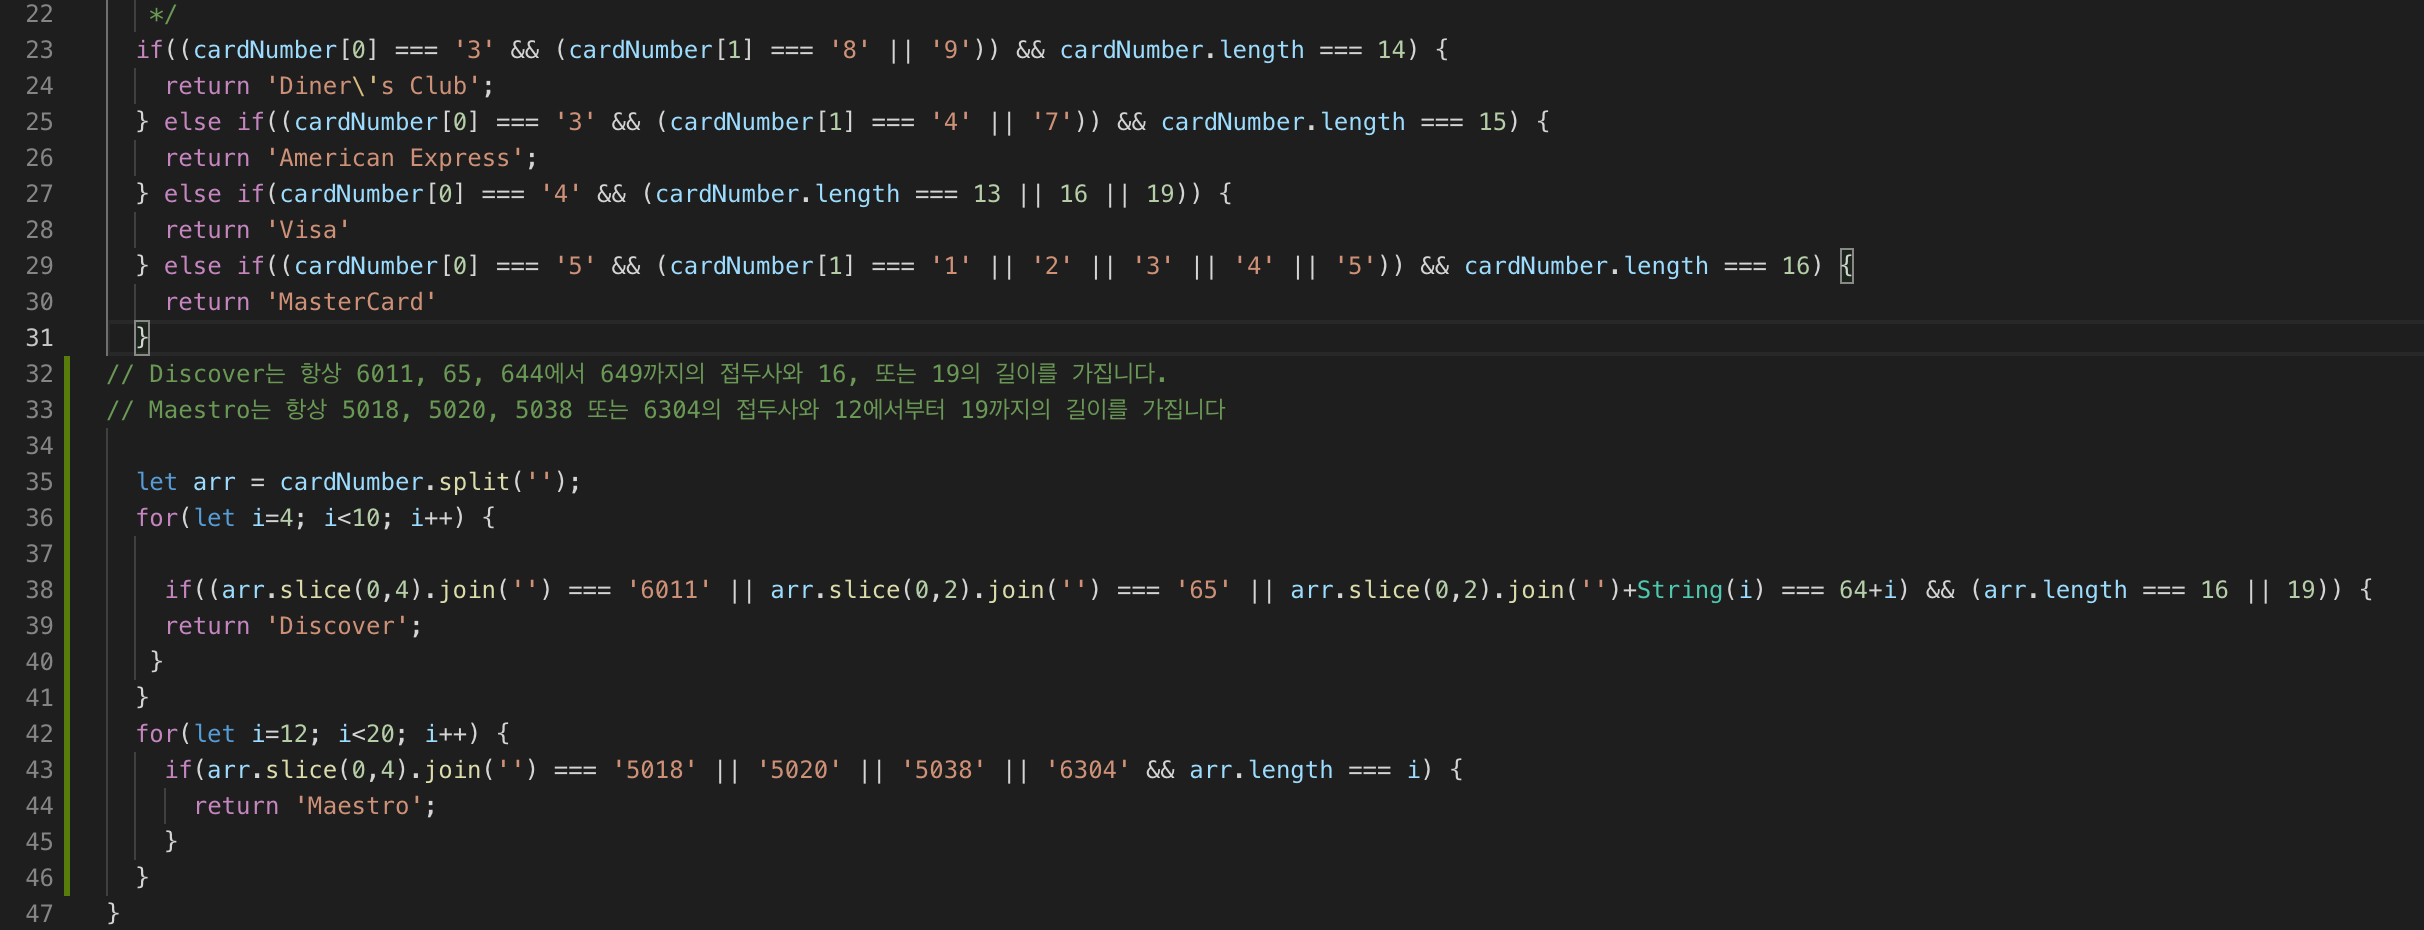 22 */
23 if((cardNumber[0] === '3' && (cardNumber[1] === '8' || '9')) && cardNumber.length === 14) {
24 return 'Diner\'s Club';
25 } else if((cardNumber[0] === '3' && (cardNumber[1] === '4' || '7')) && cardNumber.length === 15) {
26 return 'American Express';
27 } else if(cardNumber[0] === '4' && (cardNumber.length === 13 || 16 || 19)) {
28 return 'Visa'
29 } else if((cardNumber[0] === '5' && (cardNumber[1] === '1' || '2' || '3' || '4' || '5')) && cardNumber.length === 16) {
30 return 'MasterCard'
31 }
32 // Discover는 항상 6011, 65, 644에서 649까지의 접두사와 16, 또는 19의 길이를 가집니다.
33 // Maestro는 항상 5018, 5020, 5038 또는 6304의 접두사와 12에서부터 19까지의 길이를 가집니다
34
35 let arr = cardNumber.split('');
36 for(let i=4; i<10; i++) {
37
38 if((arr.slice(0,4).join('') === '6011' || arr.slice(0,2).join('') === '65' || arr.slice(0,2).join('')+String(i) === 64+i) && (arr.length === 16 || 19)) {
39 return 'Discover';
40 }
41 }
42 for(let i=12; i<20; i++) {
43 if(arr.slice(0,4).join('') === '5018' || '5020' || '5038' || '6304' && arr.length === i) {
44 return 'Maestro';
45 }
46 }
47 }